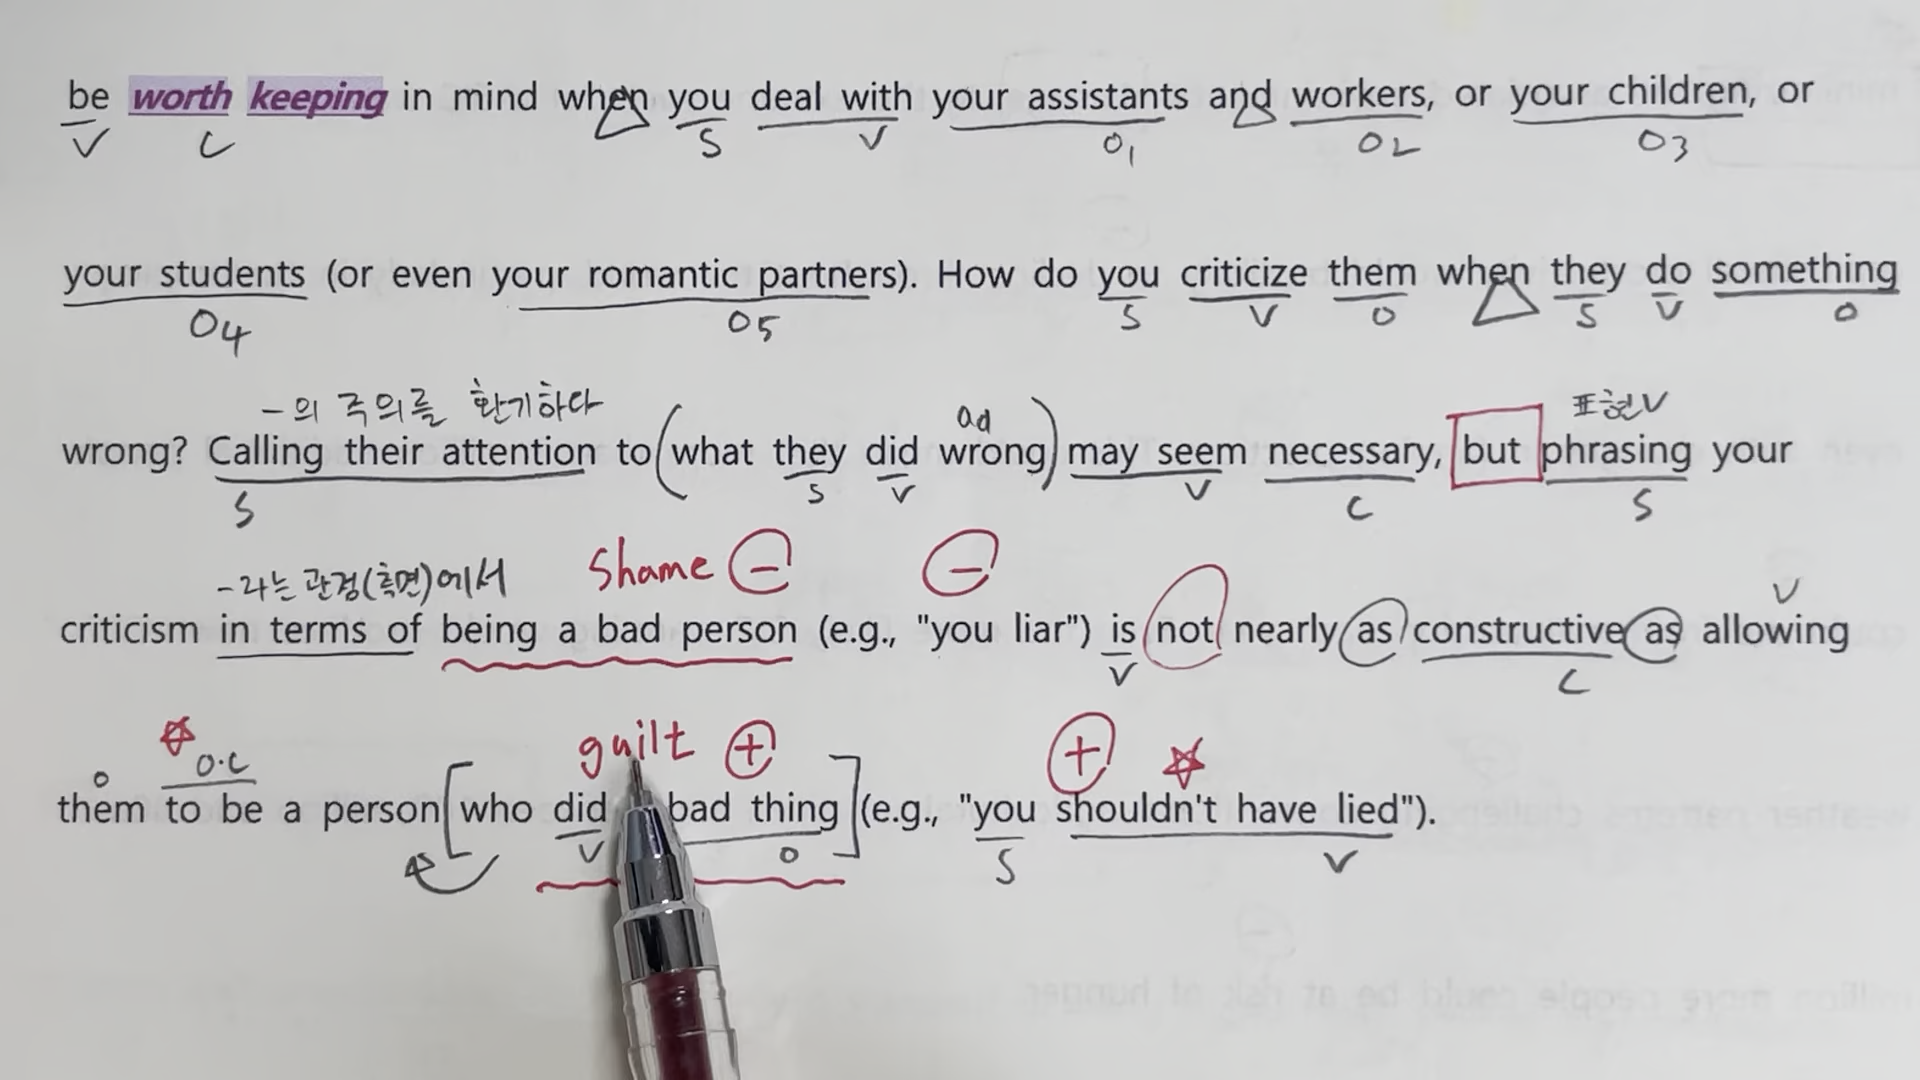 be worth keeping in mind when you deal with your assistants and workers, or your children, or
V C S V O1 O2 O3
your students (or even your romantic partners). How do you criticize them when they do something
O4 O5 S V O S V O
-의 주의를 환기하다 ad 표현V
wrong? Calling their attention to (what they did wrong) may seem necessary, but phrasing your
S S V V C S
-라는 관점(측면)에서 Shame - - V
criticism in terms of being a bad person (e.g., "you liar") is not nearly as constructive as allowing
V C
O O·C guilt + +
them to be a person [who did bad thing] (e.g., "you shouldn't have lied").
V O S V